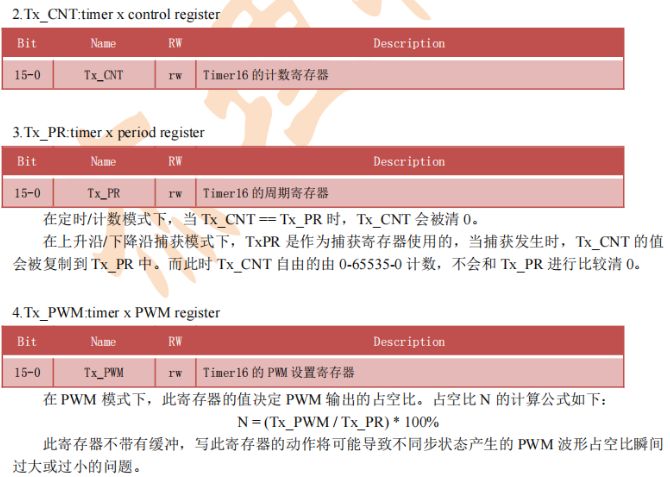 2.Tx_CNT:timer x control register
Bit Name RW Description
15-0 Tx_CNT rw Timer16 的计数寄存器
3.Tx_PR:timer x period register
Bit Name RW Description
15-0 Tx_PR rw Timer16 的周期寄存器
在定时/计数模式下，当 Tx_CNT == Tx_PR 时，Tx_CNT 会被清 0。
在上升沿/下降沿捕获模式下，TxPR 是作为捕获寄存器使用的，当捕获发生时，Tx_CNT 的值
会被复制到 Tx_PR 中。而此时 Tx_CNT 自由的由 0-65535-0 计数，不会和 Tx_PR 进行比较清 0。
4.Tx_PWM:timer x PWM register
Bit Name RW Description
15-0 Tx_PWM rw Timer16 的 PWM 设置寄存器
在 PWM 模式下，此寄存器的值决定 PWM 输出的占空比。占空比 N 的计算公式如下：
N = (Tx_PWM / Tx_PR) * 100%
此寄存器不带有缓冲，写此寄存器的动作将可能导致不同步状态产生的 PWM 波形占空比瞬间
过大或过小的问题。